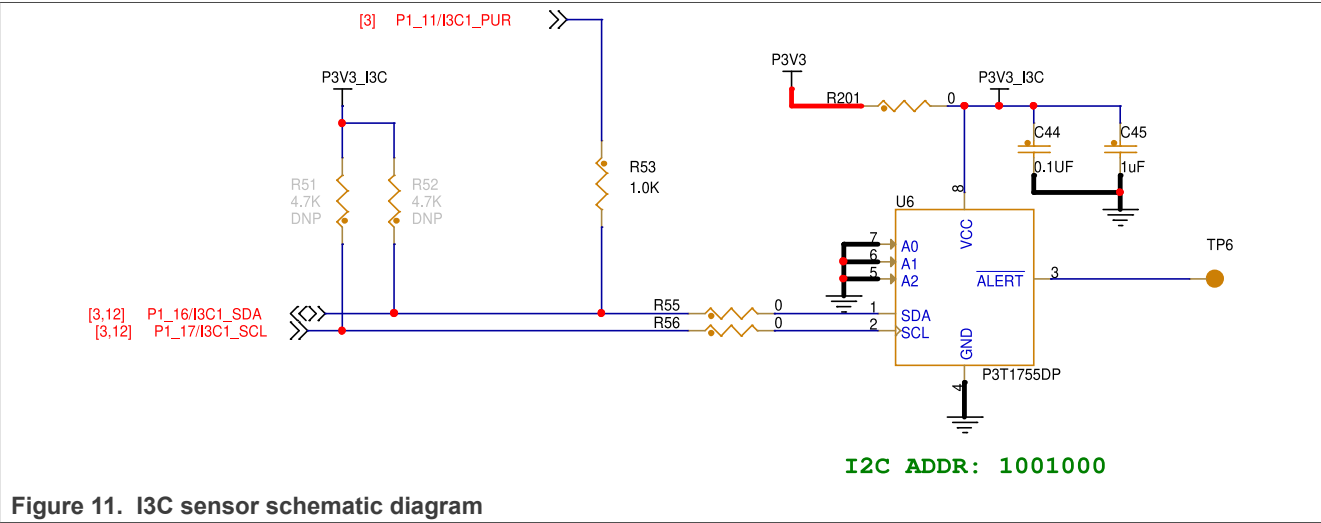 [3] P1_11/I3C1_PUR
P3V3_I3C
P3V3
P3V3_I3C
R201 0
C44
0.1UF
C45
1uF
R51
4.7K
DNP
R52
4.7K
DNP
R53
1.0K
U6
8
VCC
7 A0
6 A1
5 A2
ALERT 3
TP6
[3,12] P1_16/I3C1_SDA
R55 0
1 SDA
[3,12] P1_17/I3C1_SCL
R56 0
2 SCL
GND
4
P3T1755DP
I2C ADDR: 1001000
Figure 11. I3C sensor schematic diagram